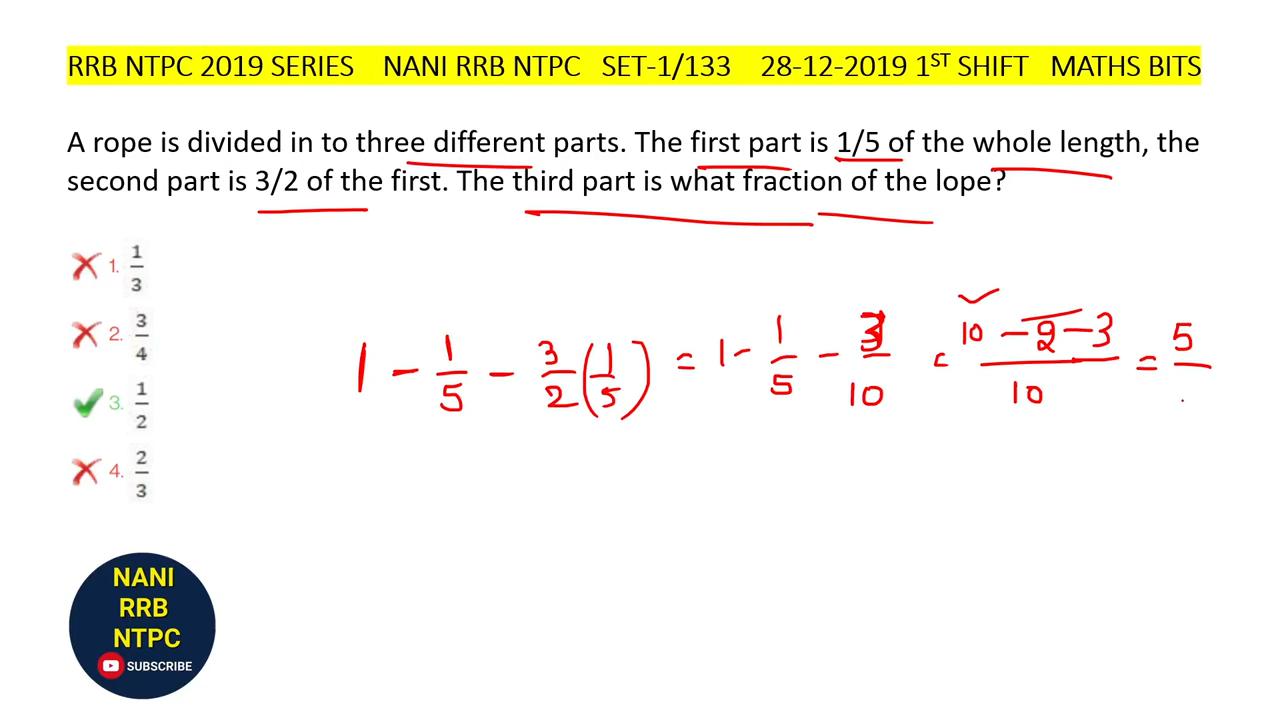 RRB NTPC 2019 SERIES NANI RRB NTPC SET-1/133 28-12-2019 1ST SHIFT MATHS BITS
A rope is divided in to three different parts. The first part is 1/5 of the whole length, the
second part is 3/2 of the first. The third part is what fraction of the lope?
1. 1/3
2. 3/4
3. 1/2
4. 2/3
1 - 1/5 - 3/2 (1/5) = 1 - 1/5 - 3/10 = 10 - 2 - 3 / 10 = 5
NANI
RRB
NTPC
SUBSCRIBE